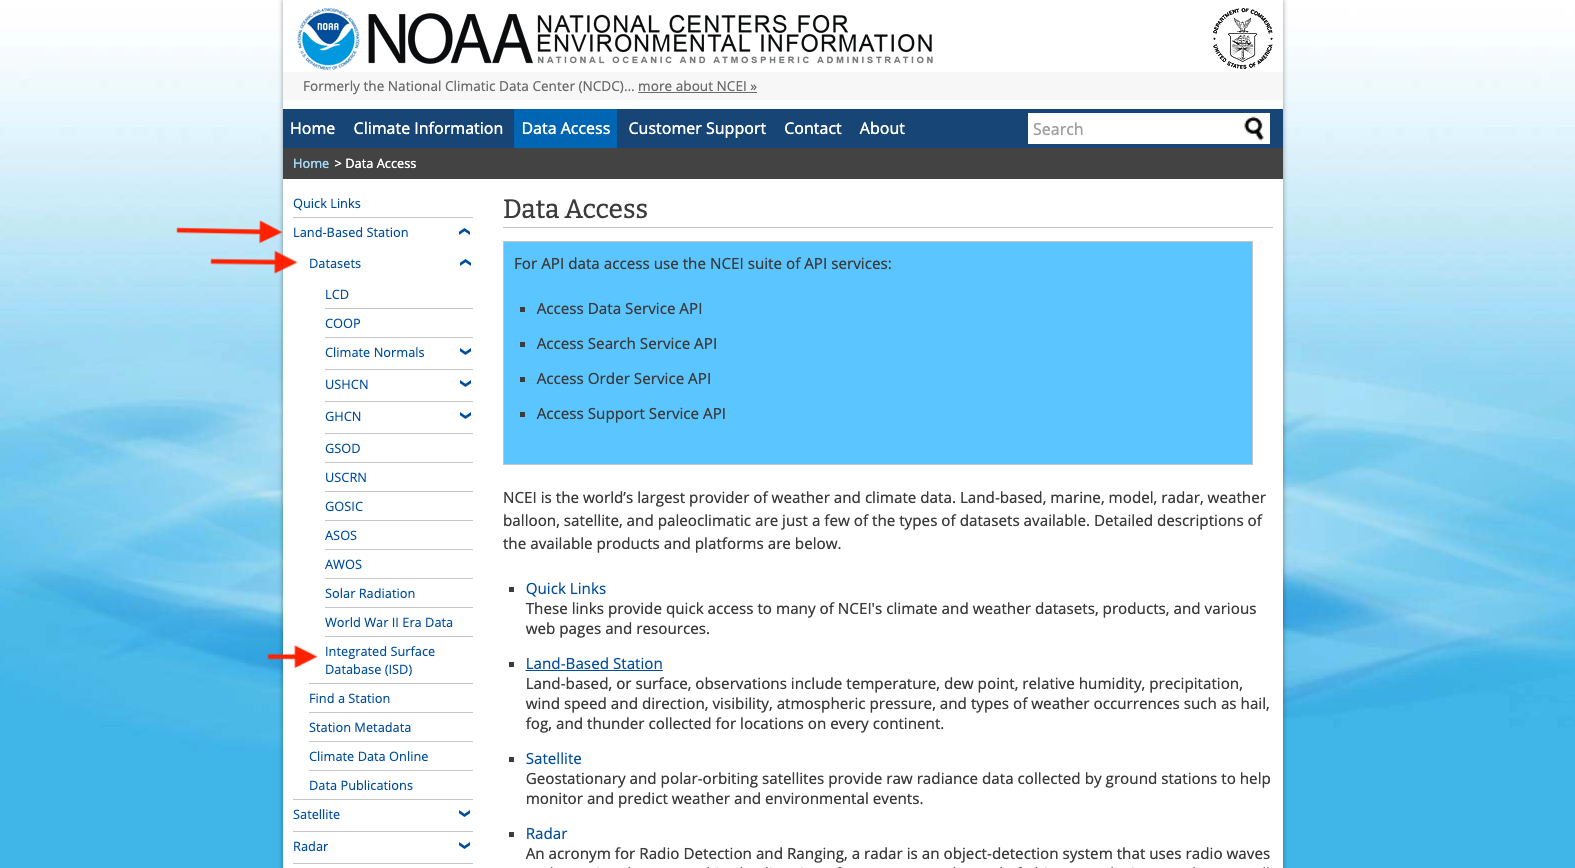 NOAA
NATIONAL CENTERS FOR
ENVIRONMENTAL INFORMATION
NATIONAL OCEANIC AND ATMOSPHERIC ADMINISTRATION
NOAA
DEPARTMENT OF COMMERCE
UNITED STATES OF AMERICA
Formerly the National Climatic Data Center (NCDC)... more about NCEI »
Home Climate Information Data Access Customer Support Contact About Search
Home > Data Access
Quick Links
Land-Based Station
Datasets
LCD
COOP
Climate Normals
USHCN
GHCN
GSOD
USCRN
GOSIC
ASOS
AWOS
Solar Radiation
World War II Era Data
Integrated Surface
Database (ISD)
Find a Station
Station Metadata
Climate Data Online
Data Publications
Satellite
Radar
Data Access
For API data access use the NCEI suite of API services:
Access Data Service API
Access Search Service API
Access Order Service API
Access Support Service API
NCEI is the world's largest provider of weather and climate data. Land-based, marine, model, radar, weather
balloon, satellite, and paleoclimatic are just a few of the types of datasets available. Detailed descriptions of
the available products and platforms are below.
Quick Links
These links provide quick access to many of NCEI's climate and weather datasets, products, and various
web pages and resources.
Land-Based Station
Land-based, or surface, observations include temperature, dew point, relative humidity, precipitation,
wind speed and direction, visibility, atmospheric pressure, and types of weather occurrences such as hail,
fog, and thunder collected for locations on every continent.
Satellite
Geostationary and polar-orbiting satellites provide raw radiance data collected by ground stations to help
monitor and predict weather and environmental events.
Radar
An acronym for Radio Detection and Ranging, a radar is an object-detection system that uses radio waves